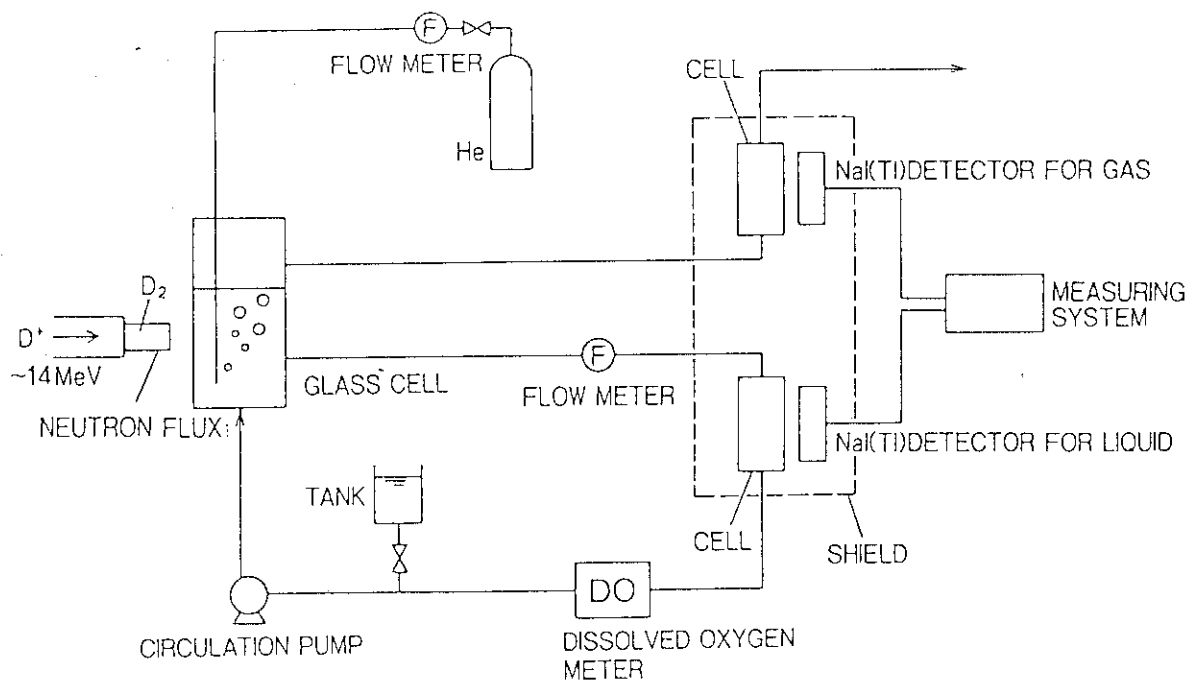 F
FLOW METER
He
CELL
NaI(Tl)DETECTOR FOR GAS
D₂
D⁺
~14MeV
NEUTRON FLUX:
GLASS CELL
F
FLOW METER
MEASURING
SYSTEM
NaI(Tl)DETECTOR FOR LIQUID
TANK
CELL
SHIELD
DO
CIRCULATION PUMP
DISSOLVED OXYGEN
METER